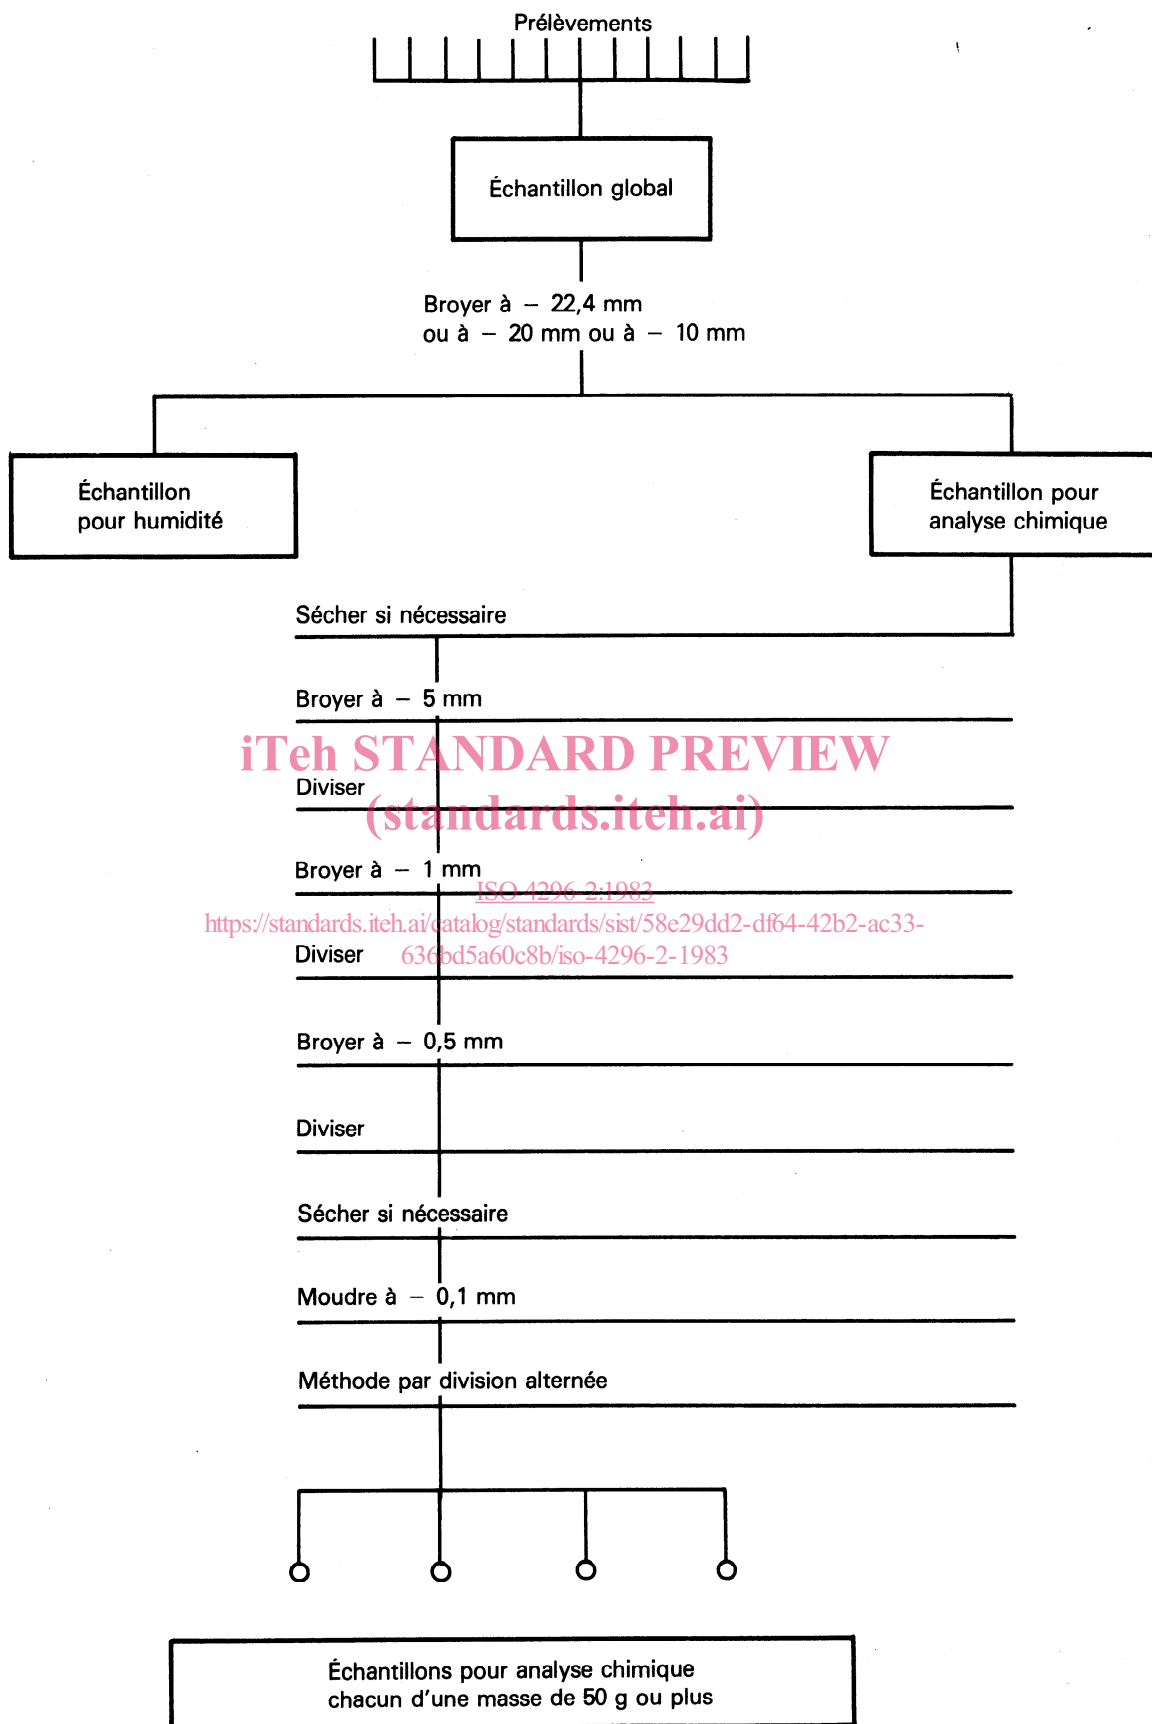 Prélèvements
Échantillon global
Broyer à – 22,4 mm
ou à – 20 mm ou à – 10 mm
Échantillon
pour humidité
Échantillon pour
analyse chimique
Sécher si nécessaire
Broyer à – 5 mm
iTeh STANDARD PREVIEW
Diviser
(standards.iteh.ai)
Broyer à – 1 mm
ISO 4296-2:1983
https://standards.iteh.ai/catalog/standards/sist/58e29dd2-df64-42b2-ac33-
Diviser
636bd5a60c8b/iso-4296-2-1983
Broyer à – 0,5 mm
Diviser
Sécher si nécessaire
Moudre à – 0,1 mm
Méthode par division alternée
Échantillons pour analyse chimique
chacun d'une masse de 50 g ou plus